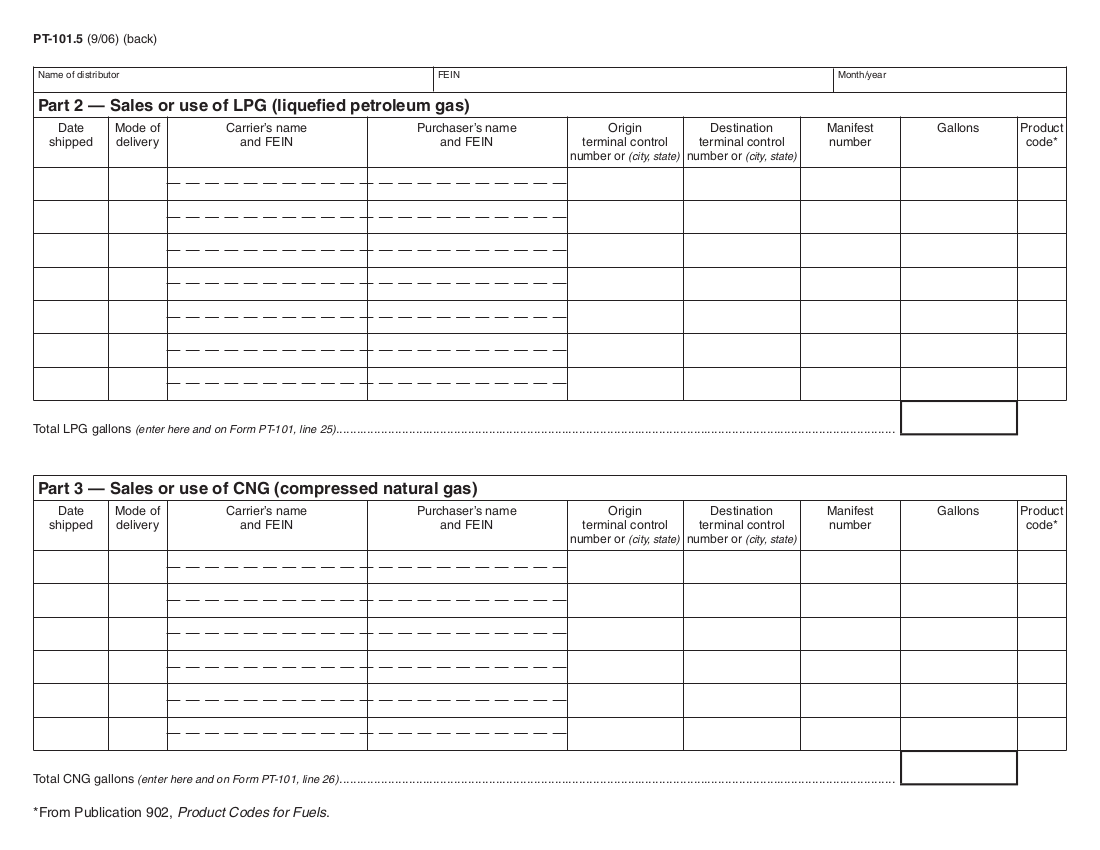 PT-101.5 (9/06) (back)
Name of distributor FEIN Month/year
Part 2 — Sales or use of LPG (liquefied petroleum gas)
Date Mode of Carrier's name Purchaser's name Origin Destination Manifest Gallons Product
shipped delivery and FEIN and FEIN terminal control terminal control number code*
number or (city, state) number or (city, state)
Total LPG gallons (enter here and on Form PT-101, line 25)
Part 3 — Sales or use of CNG (compressed natural gas)
Date Mode of Carrier's name Purchaser's name Origin Destination Manifest Gallons Product
shipped delivery and FEIN and FEIN terminal control terminal control number code*
number or (city, state) number or (city, state)
Total CNG gallons (enter here and on Form PT-101, line 26)
*From Publication 902, Product Codes for Fuels.